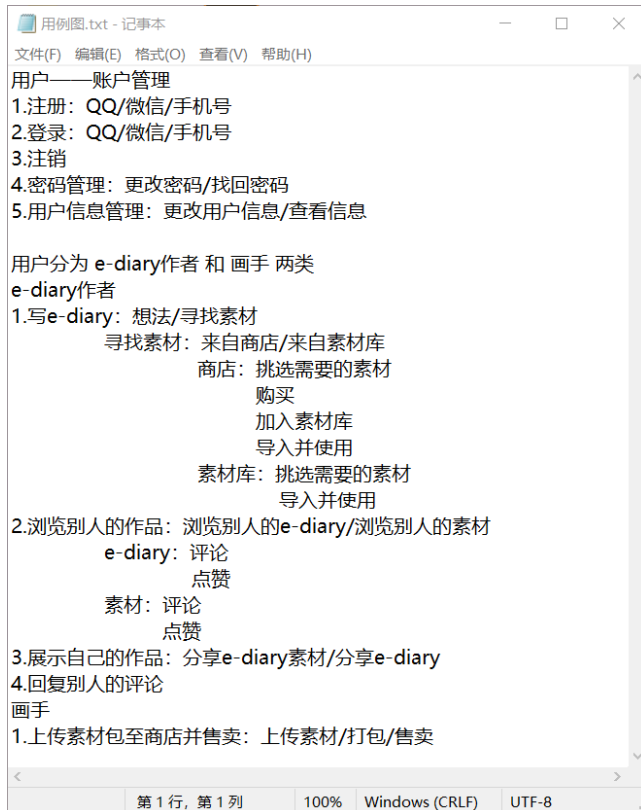 用例图.txt - 记事本
文件(F) 编辑(E) 格式(O) 查看(V) 帮助(H)
用户——账户管理
1.注册：QQ/微信/手机号
2.登录：QQ/微信/手机号
3.注销
4.密码管理：更改密码/找回密码
5.用户信息管理：更改用户信息/查看信息
用户分为 e-diary作者 和 画手 两类
e-diary作者
1.写e-diary：想法/寻找素材
寻找素材：来自商店/来自素材库
商店：挑选需要的素材
购买
加入素材库
导入并使用
素材库：挑选需要的素材
导入并使用
2.浏览别人的作品：浏览别人的e-diary/浏览别人的素材
e-diary：评论
点赞
素材：评论
点赞
3.展示自己的作品：分享e-diary素材/分享e-diary
4.回复别人的评论
画手
1.上传素材包至商店并售卖：上传素材/打包/售卖
第 1 行，第 1 列 100% Windows (CRLF) UTF-8